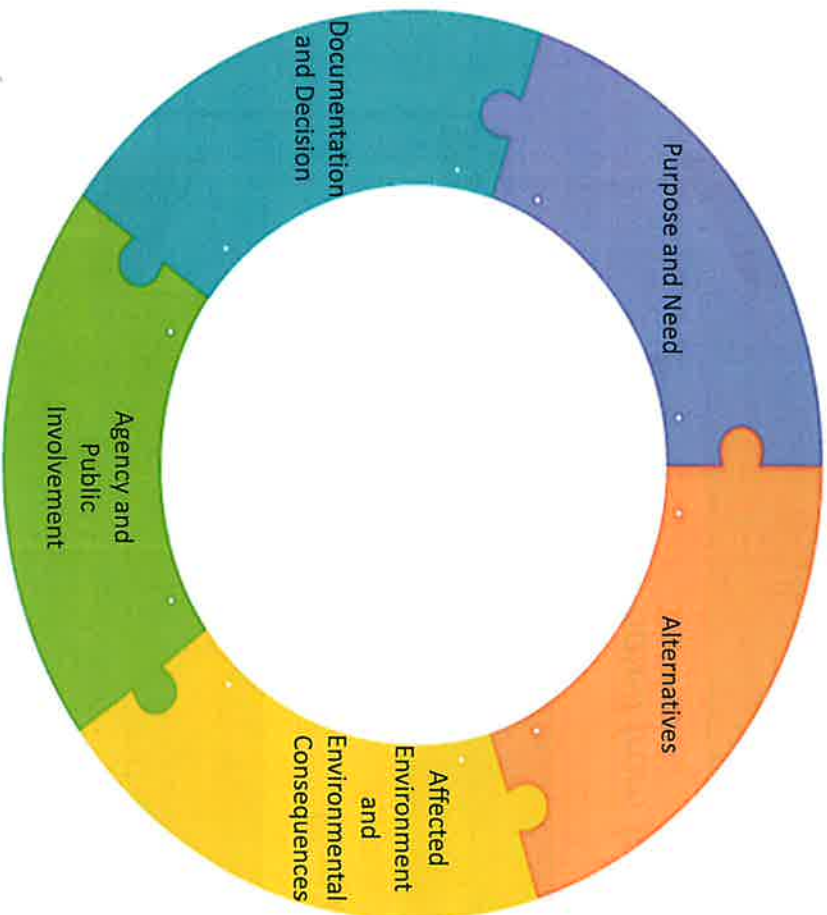 Purpose and Need
Alternatives
Affected
Environment
and
Environmental
Consequences
Agency and
Public
Involvement
Documentation
and Decision